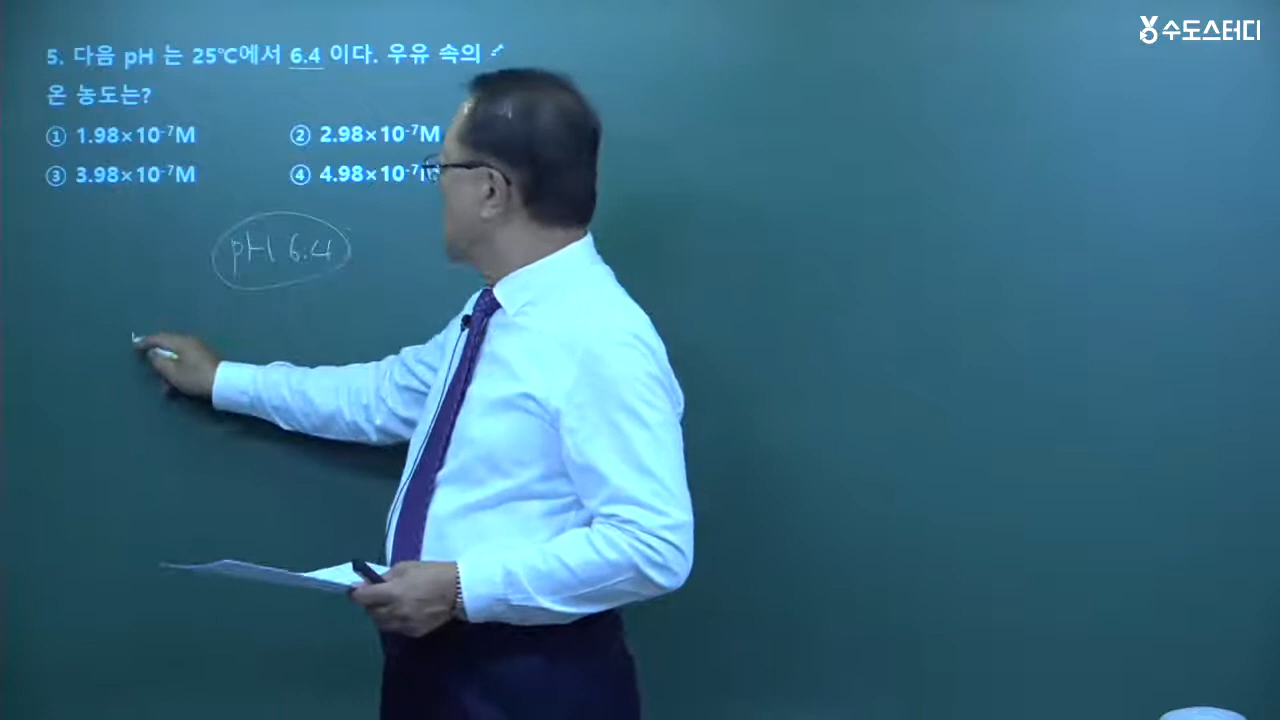 수도스터디
5. 다음 pH 는 25℃에서 6.4 이다. 우유 속의
온 농도는?
① 1.98×10⁻⁷M ② 2.98×10⁻⁷M
③ 3.98×10⁻⁷M ④ 4.98×10⁻⁷
pH 6.4